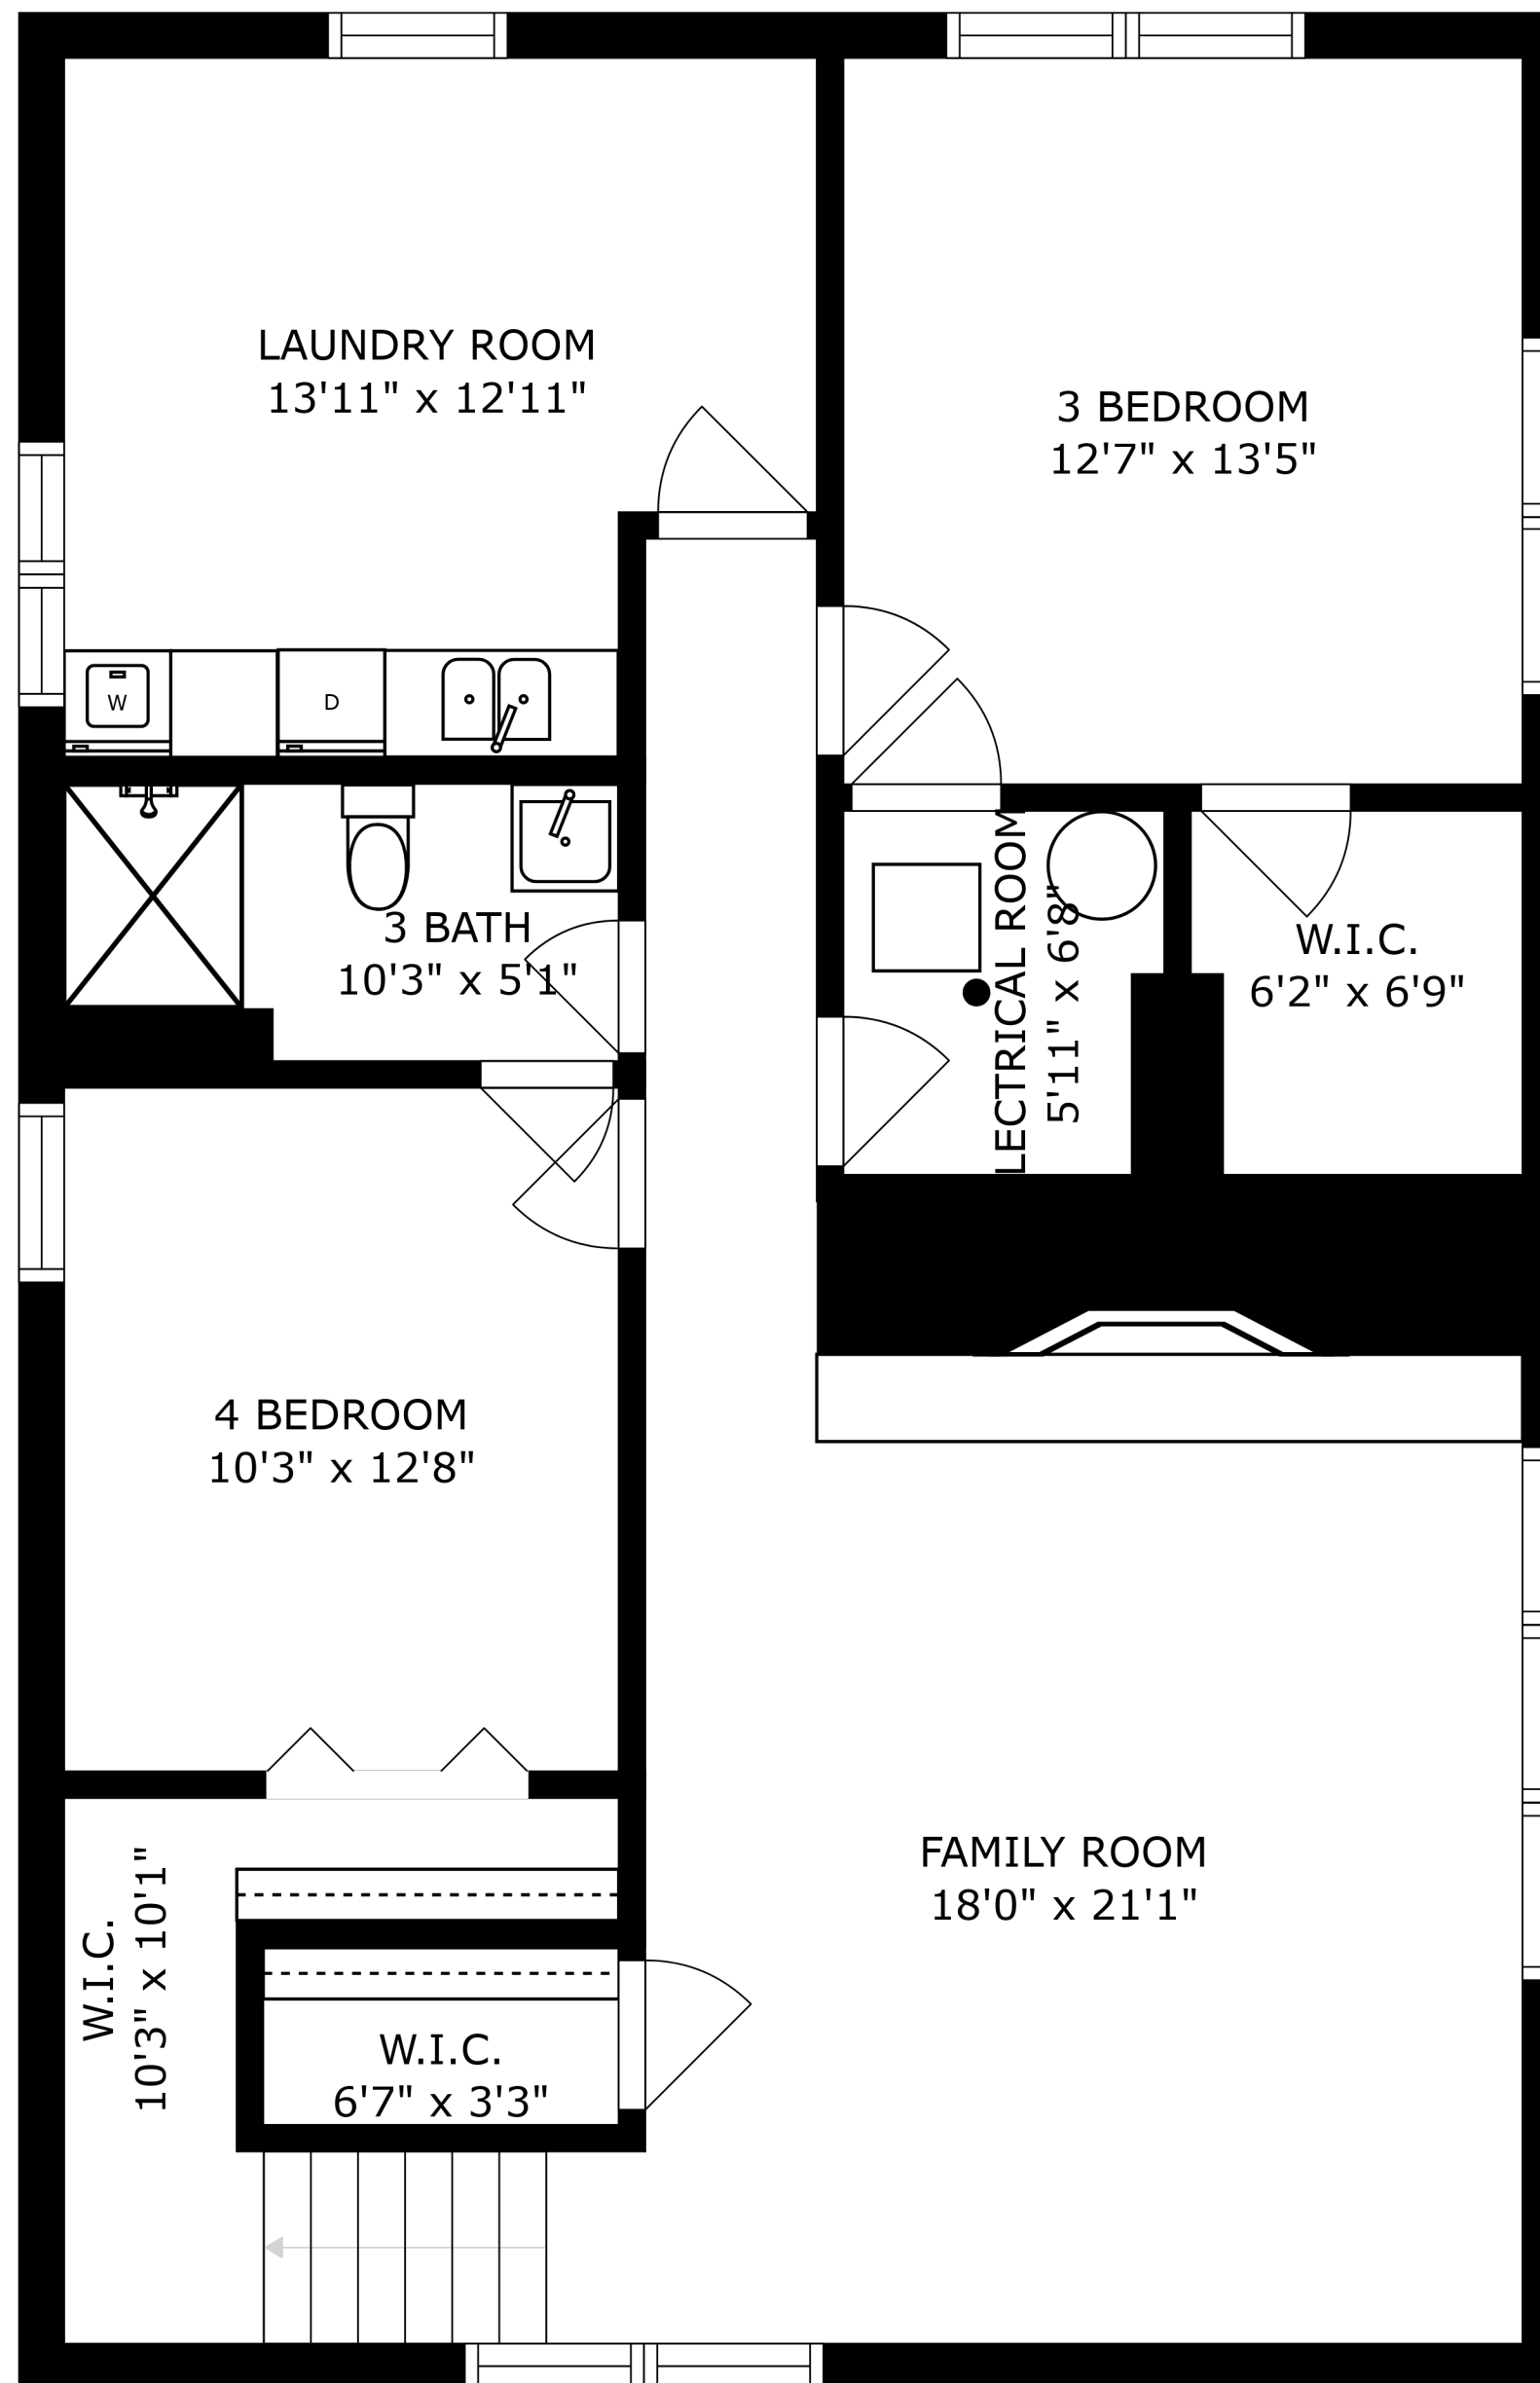 LAUNDRY ROOM
13'11" x 12'11"
3 BEDROOM
12'7" x 13'5"
W
D
3 BATH
10'3" x 5'1"
LECTRICAL ROOM
5'11" x 6'8"
W.I.C.
6'2" x 6'9"
4 BEDROOM
10'3" x 12'8"
FAMILY ROOM
18'0" x 21'1"
W.I.C.
10'3" x 10'1"
W.I.C.
6'7" x 3'3"